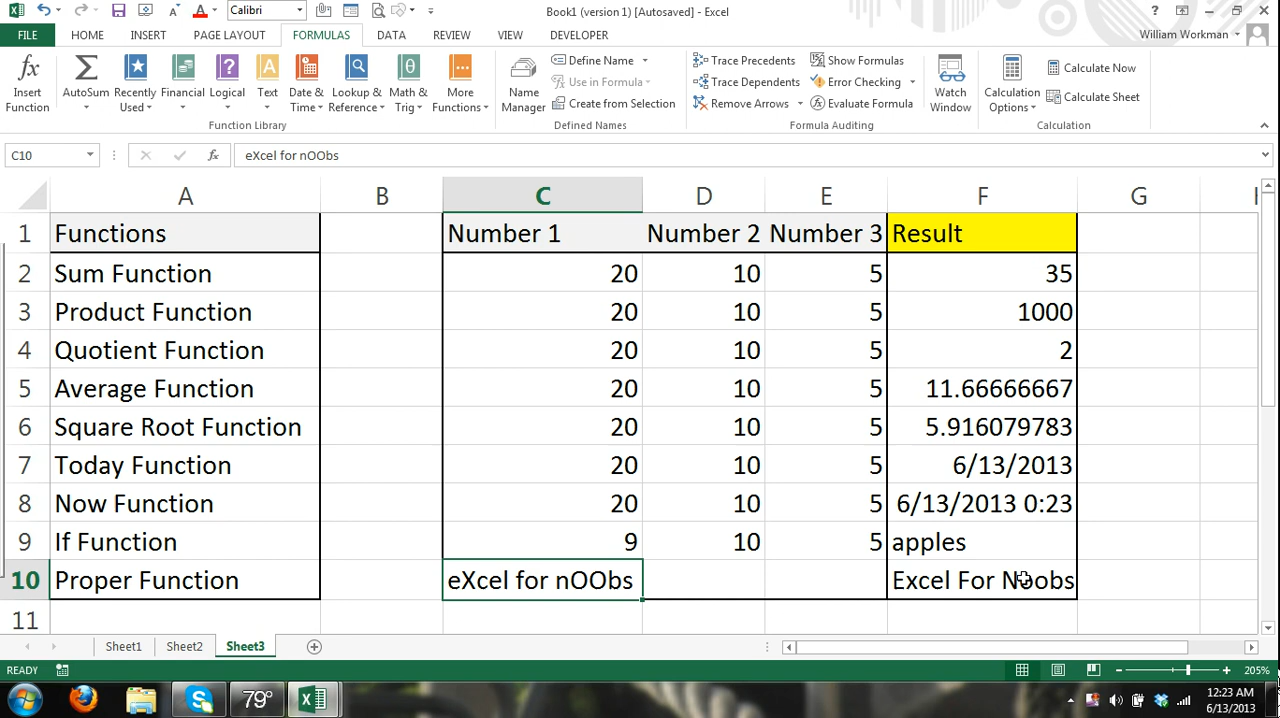 Book1 (version 1) [Autosaved] - Excel
Calibri
FILE HOME INSERT PAGE LAYOUT FORMULAS DATA REVIEW VIEW DEVELOPER William Workman
Insert Function
AutoSum
Recently Used
Financial
Logical
Text
Date & Time
Lookup & Reference
Math & Trig
More Functions
Function Library
Name Manager
Define Name
Use in Formula
Create from Selection
Defined Names
Trace Precedents
Trace Dependents
Remove Arrows
Show Formulas
Error Checking
Evaluate Formula
Formula Auditing
Watch Window
Calculation Options
Calculate Now
Calculate Sheet
Calculation
C10 fx eXcel for nOObs
A B C D E F G H
1 Functions Number 1 Number 2 Number 3 Result
2 Sum Function 20 10 5 35
3 Product Function 20 10 5 1000
4 Quotient Function 20 10 5 2
5 Average Function 20 10 5 11.66666667
6 Square Root Function 20 10 5 5.916079783
7 Today Function 20 10 5 6/13/2013
8 Now Function 20 10 5 6/13/2013 0:23
9 If Function 9 10 5 apples
10 Proper Function eXcel for nOObs Excel For Noobs
11
Sheet1 Sheet2 Sheet3
READY 205%
79°
12:23 AM
6/13/2013